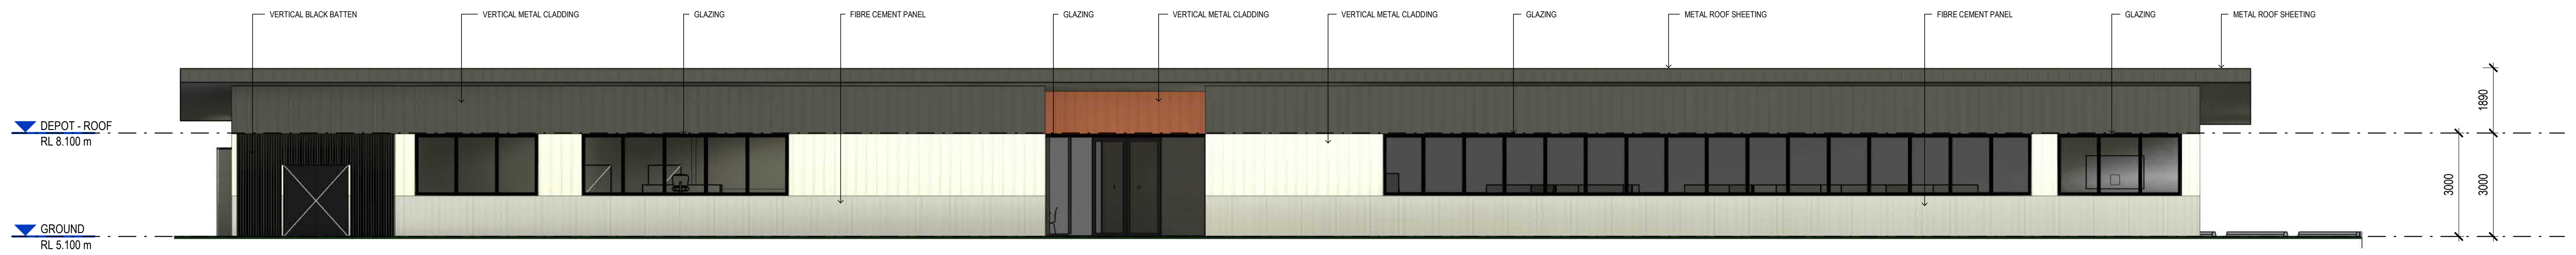 VERTICAL BLACK BATTEN
VERTICAL METAL CLADDING
GLAZING
FIBRE CEMENT PANEL
GLAZING
VERTICAL METAL CLADDING
VERTICAL METAL CLADDING
GLAZING
METAL ROOF SHEETING
FIBRE CEMENT PANEL
GLAZING
METAL ROOF SHEETING
DEPOT - ROOF
RL 8.100 m
GROUND
RL 5.100 m
1890
3000
3000